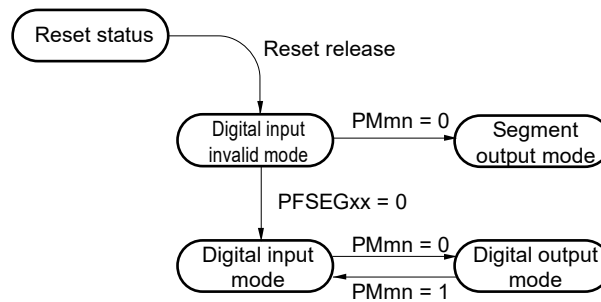 Reset status
Reset release
Digital input
invalid mode
PMmn = 0
Segment
output mode
PFSEGxx = 0
Digital input
mode
PMmn = 0
PMmn = 1
Digital output
mode